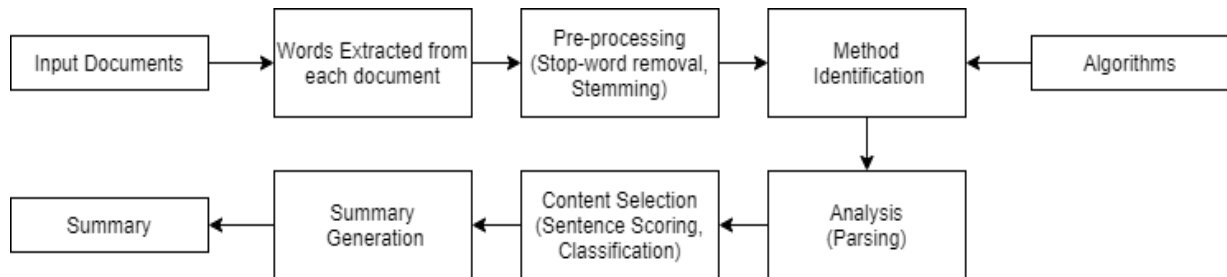 Input Documents
Words Extracted from
each document
Pre-processing
(Stop-word removal,
Stemming)
Method
Identification
Algorithms
Summary
Summary
Generation
Content Selection
(Sentence Scoring,
Classification)
Analysis
(Parsing)